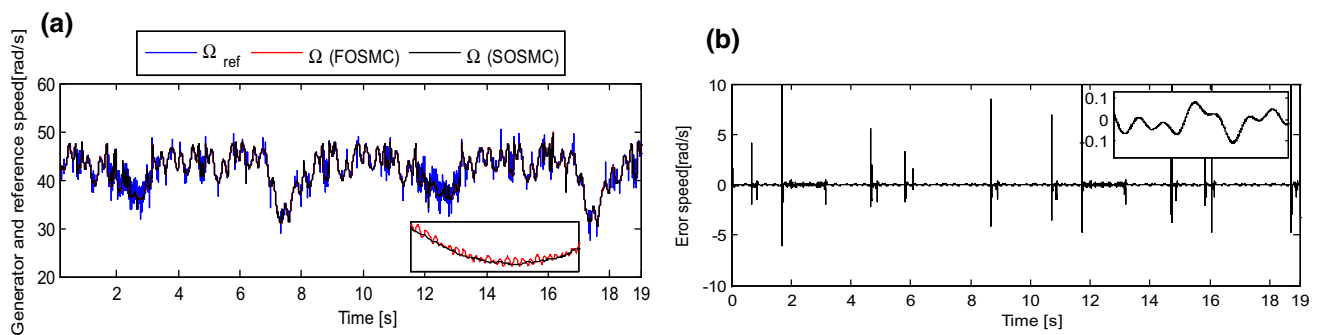 (a)
Ω ref Ω (FOSMC) Ω (SOSMC)
Generator and reference speed[rad/s]
60
50
40
30
20
2 4 6 8 10 12 14 16 18 19
Time [s]
(b)
Eror speed[rad/s]
10
5
0
-5
-10
0.1
0
-0.1
0 2 4 6 8 10 12 14 16 18 19
Time [s]